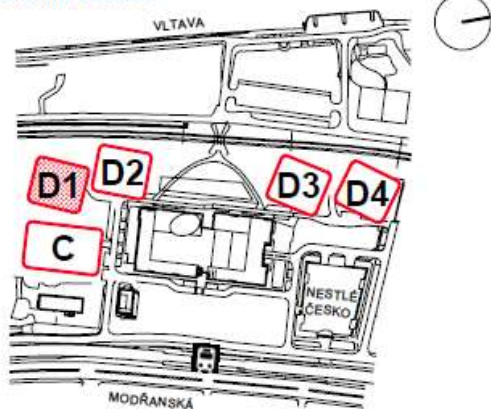 VLTAVA
D1
D2
D3
D4
C
NESTLÉ
ČESKO
MODŘANSKÁ